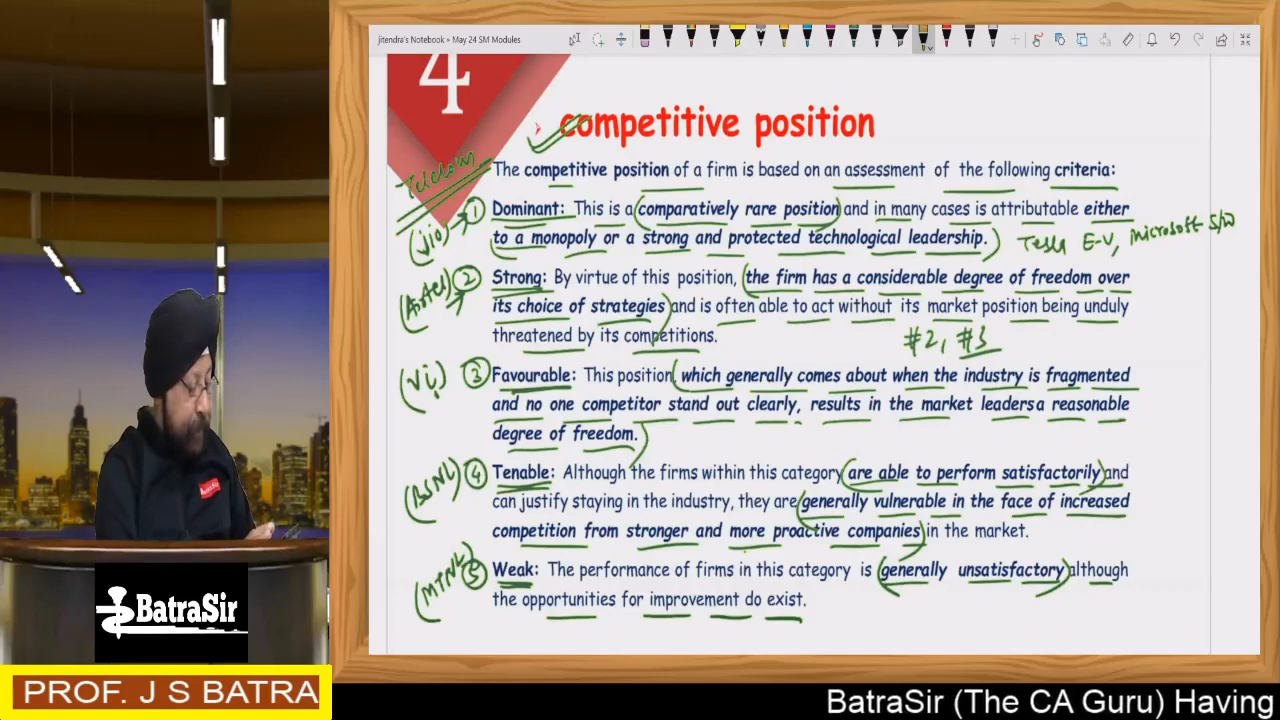 jitendra's Notebook » May 24 SM Modules
4
competitive position
Telecom
The competitive position of a firm is based on an assessment of the following criteria:
(Jio) → ① Dominant: This is a comparatively rare position and in many cases is attributable either
to a monopoly or a strong and protected technological leadership. Tesla E-V, Microsoft S/W
(Airtel) → ② Strong: By virtue of this position, the firm has a considerable degree of freedom over
its choice of strategies and is often able to act without its market position being unduly
threatened by its competitions. #2, #3
(Vi) ③ Favourable: This position, which generally comes about when the industry is fragmented
and no one competitor stand out clearly, results in the market leaders a reasonable
degree of freedom.
(BSNL) ④ Tenable: Although the firms within this category are able to perform satisfactorily and
can justify staying in the industry, they are generally vulnerable in the face of increased
competition from stronger and more proactive companies in the market.
(MTNL) ⑤ Weak: The performance of firms in this category is generally unsatisfactory although
the opportunities for improvement do exist.
BatraSir
BatraSir
PROF. J S BATRA
BatraSir (The CA Guru) Having